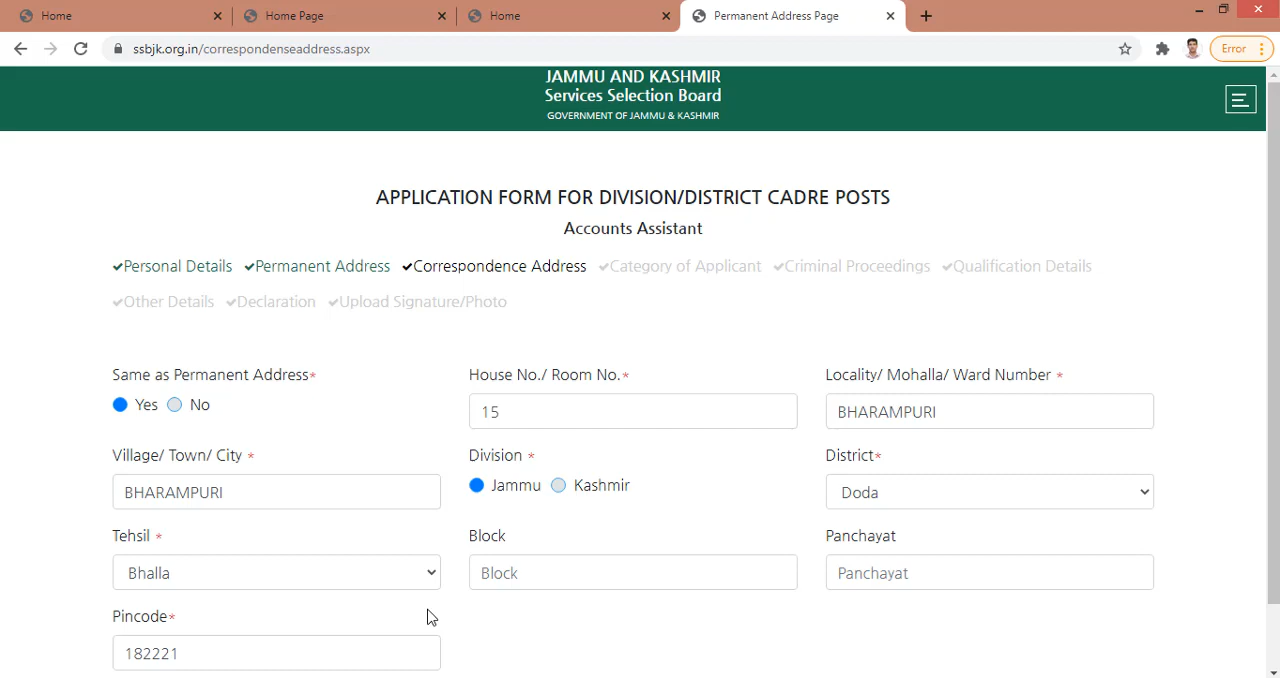 Home
Home Page
Home
Permanent Address Page
ssbjk.org.in/correspondenseaddress.aspx
Error
JAMMU AND KASHMIR
Services Selection Board
GOVERNMENT OF JAMMU & KASHMIR
APPLICATION FORM FOR DIVISION/DISTRICT CADRE POSTS
Accounts Assistant
Personal Details Permanent Address Correspondence Address Category of Applicant Criminal Proceedings Qualification Details
Other Details Declaration Upload Signature/Photo
Same as Permanent Address*
Yes No
House No./ Room No.*
15
Locality/ Mohalla/ Ward Number *
BHARAMPURI
Village/ Town/ City *
BHARAMPURI
Division *
Jammu Kashmir
District*
Doda
Tehsil *
Bhalla
Block
Block
Panchayat
Panchayat
Pincode*
182221